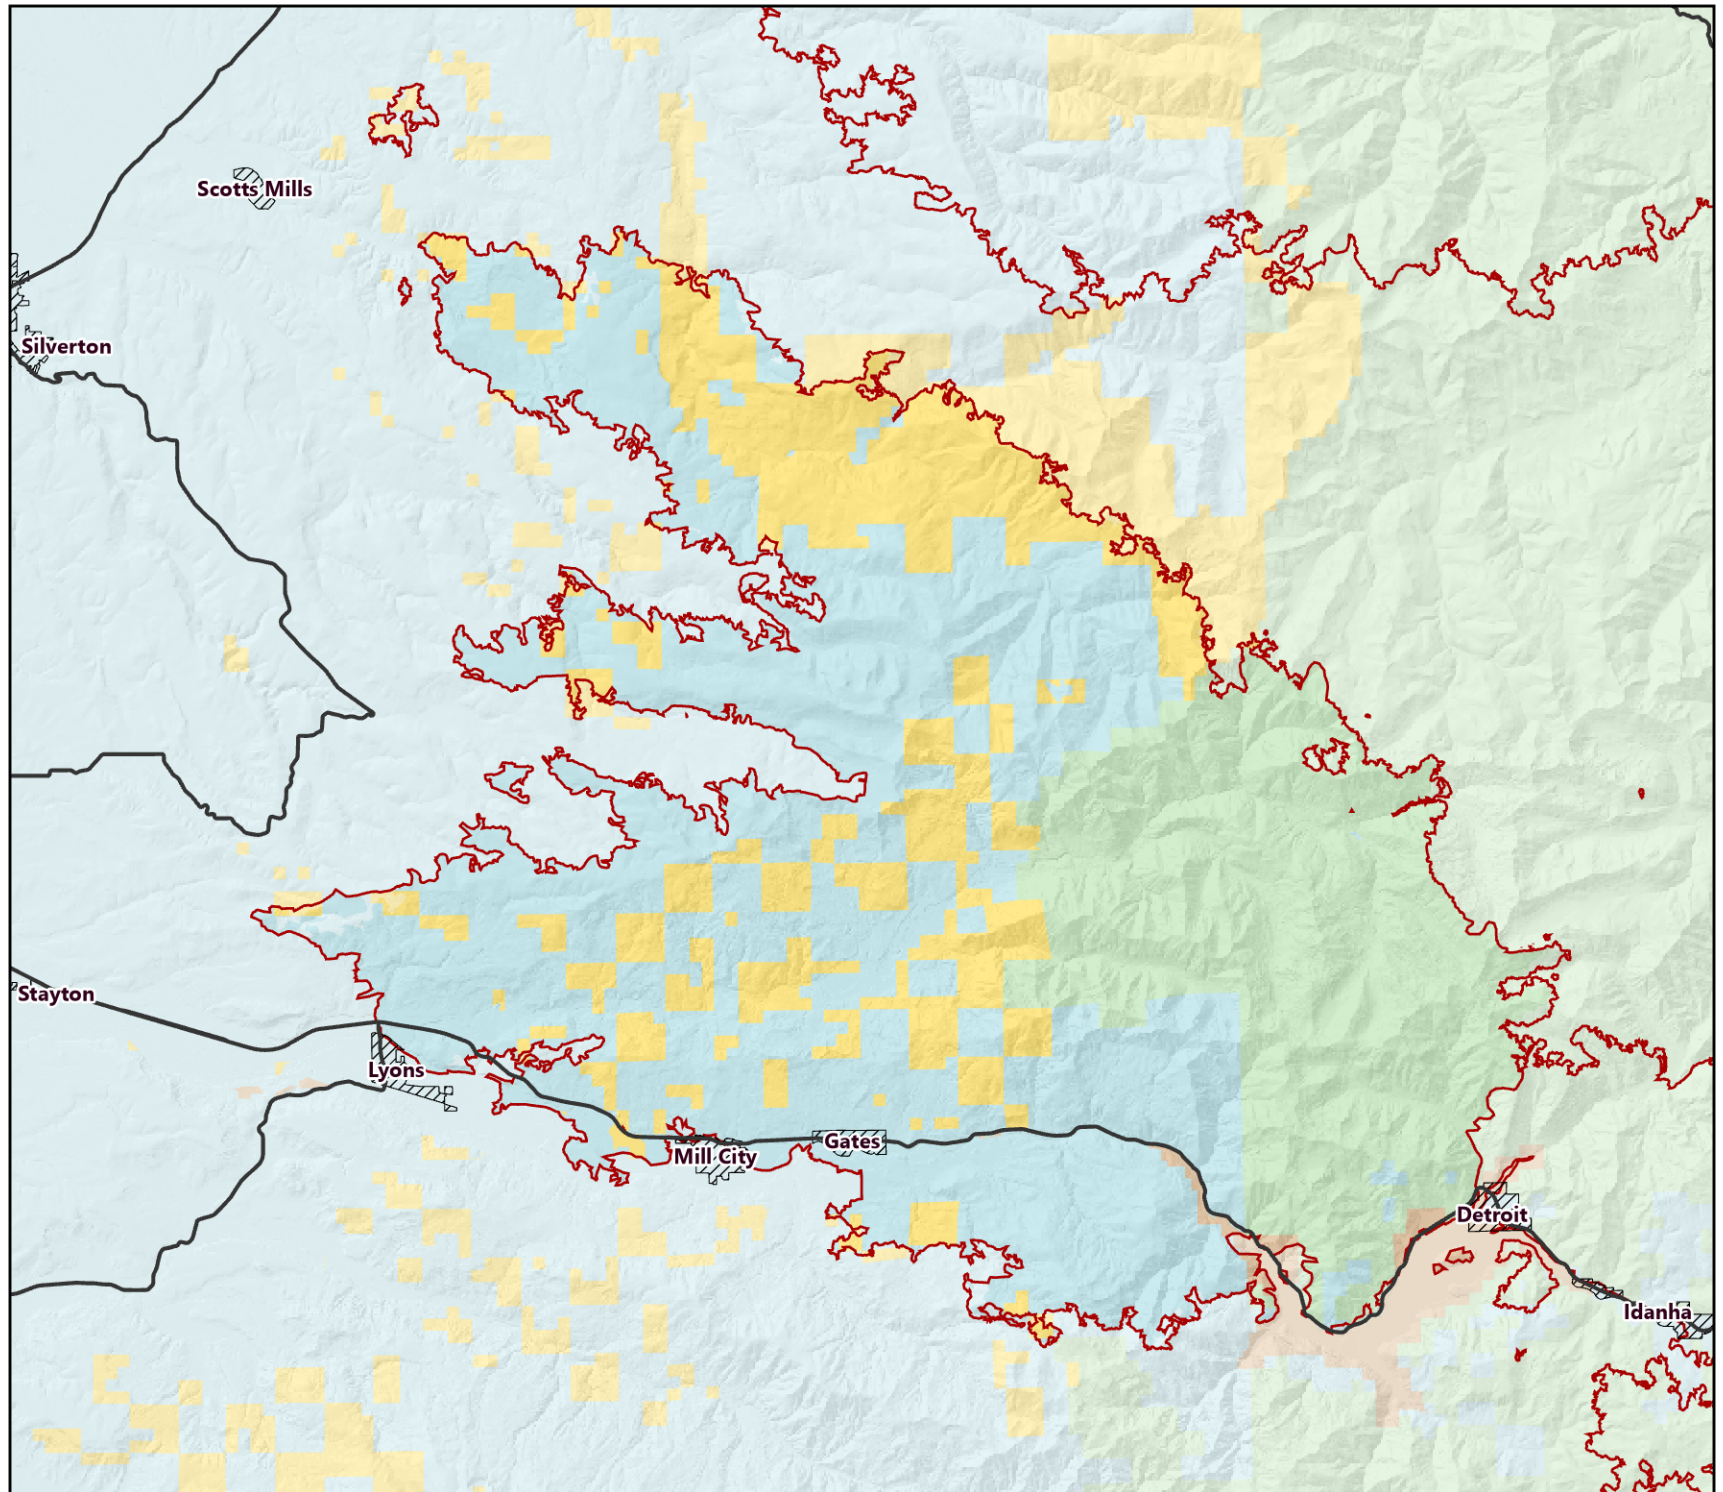 Scotts Mills
Silverton
Stayton
Lyons
Gates
Mill City
Detroit
Idanha